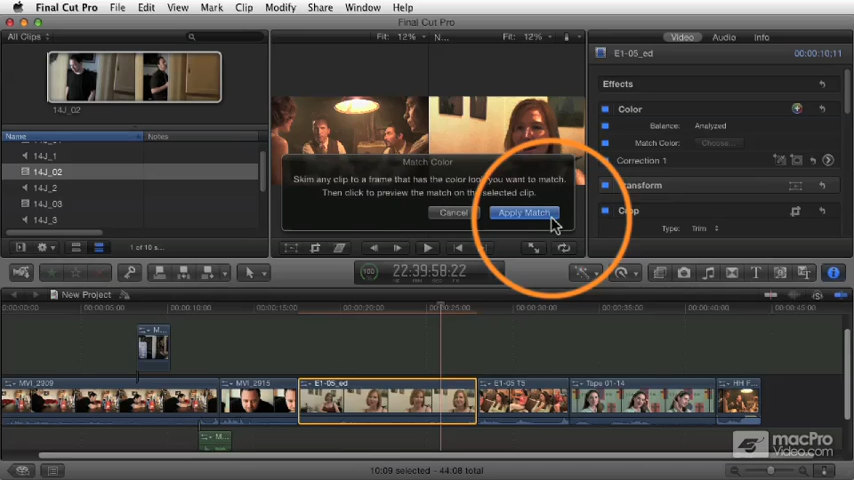 Final Cut Pro File Edit View Mark Clip Modify Share Window Help
Final Cut Pro
All Clips
Fit: 12% N... Fit: 12%
Video Audio Info
E1-05_ed 00:00:10;11
14J_02
Effects
Color
Balance: Analyzed
Match Color: Choose...
Correction 1
Transform
Crop
Type: Trim
Name Notes
14J_1
14J_02
14J_2
14J_03
14J_3
1 of 10 s...
Match Color
Skim any clip to a frame that has the color look you want to match.
Then click to preview the match on the selected clip.
Cancel Apply Match
100 22:39:58:22
New Project
00:00:05;00 00:00:10;00 00:00:15;00 00:00:20;00 00:00:25;00 00:00:30;00 00:00:35;00 00:00:40;00 00:00:45;00
M...
MVI_2909 MVI_2915 E1-05_ed E1-05 T5 Tape 01-14 HH F
M...
macPro
Video.com
10:09 selected - 44:08 total